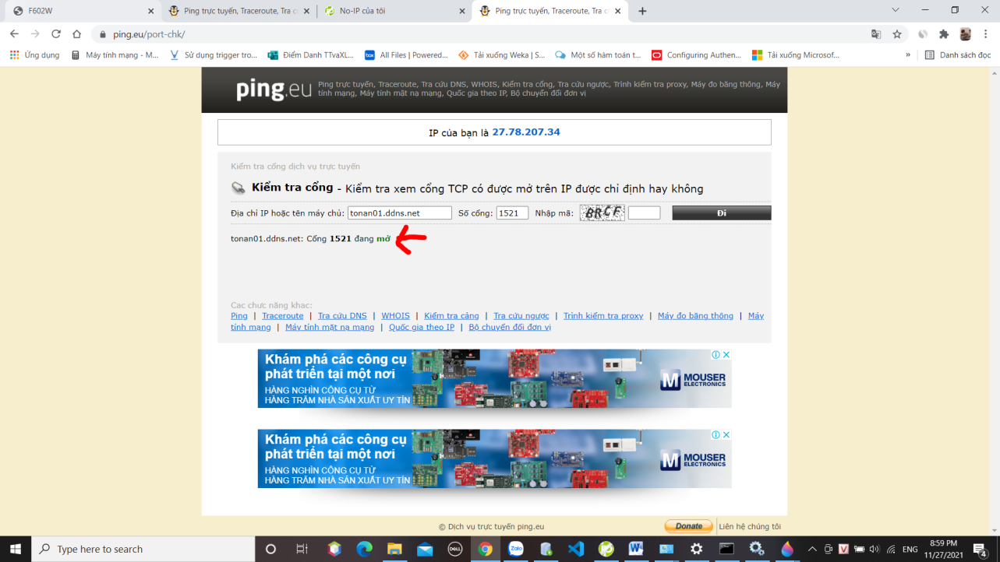 F602W
Ping trực tuyến, Traceroute, Tra c
No-IP của tôi
Ping trực tuyến, Traceroute, Tra c
ping.eu/port-chk/
Ứng dụng
Máy tính mạng - M...
Sử dụng trigger tro...
Điểm Danh TTvaXL...
box
All Files | Powered...
Tải xuống Weka | S...
Một số hàm toán t...
Configuring Authen...
Tải xuống Microsof...
»
Danh sách đọc
ping.eu
Ping trực tuyến, Traceroute, Tra cứu DNS, WHOIS, Kiểm tra cổng, Tra cứu ngược, Trình kiểm tra proxy, Máy đo băng thông, Máy
tính mạng, Máy tính mặt nạ mạng, Quốc gia theo IP, Bộ chuyển đổi đơn vị
IP của bạn là 27.78.207.34
Kiểm tra cổng dịch vụ trực tuyến
Kiểm tra cổng - Kiểm tra xem cổng TCP có được mở trên IP được chỉ định hay không
Địa chỉ IP hoặc tên máy chủ: tonan01.ddns.net Số cổng: 1521 Nhập mã: BRCF Đi
tonan01.ddns.net: Cổng 1521 đang mở
Các chức năng khác:
Ping | Traceroute | Tra cứu DNS | WHOIS | Kiểm tra cảng | Tra cứu ngược | Trình kiểm tra proxy | Máy đo băng thông | Máy
tính mạng | Máy tính mặt nạ mạng | Quốc gia theo IP | Bộ chuyển đổi đơn vị
Khám phá các công cụ
phát triển tại một nơi
HÀNG NGHÌN CÔNG CỤ TỪ
HÀNG TRĂM NHÀ SẢN XUẤT UY TÍN
M MOUSER
ELECTRONICS
Khám phá các công cụ
phát triển tại một nơi
HÀNG NGHÌN CÔNG CỤ TỪ
HÀNG TRĂM NHÀ SẢN XUẤT UY TÍN
M MOUSER
ELECTRONICS
© Dịch vụ trực tuyến ping.eu
Donate
Liên hệ chúng tôi
Type here to search
DELL
Zalo
W
V
ENG
8:59 PM
11/27/2021
4